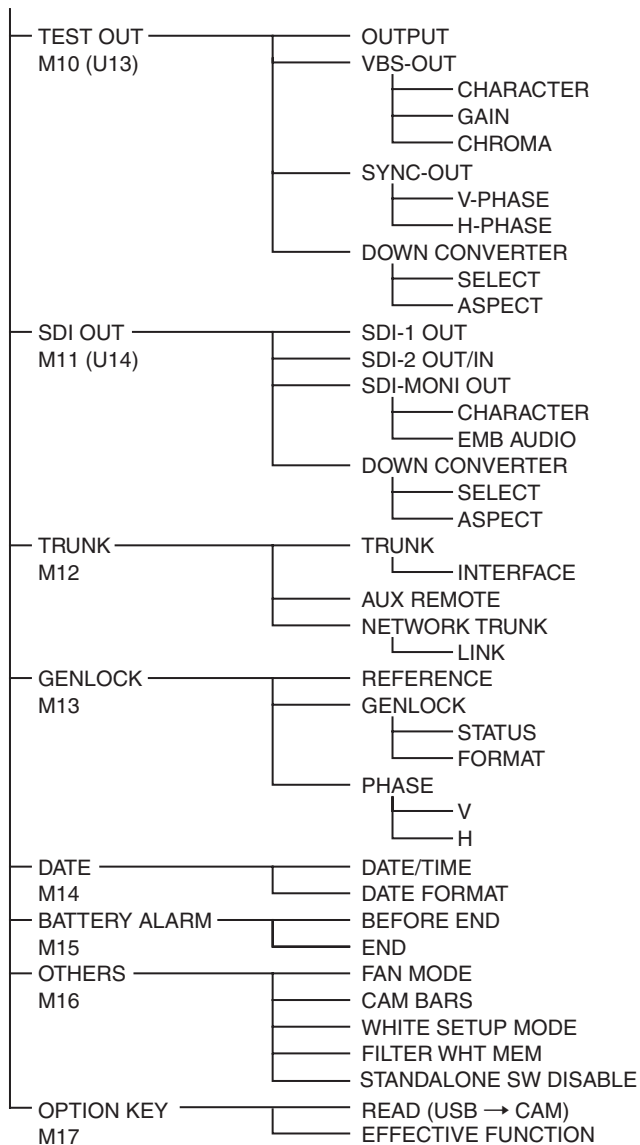 TEST OUT OUTPUT
M10 (U13) VBS-OUT
CHARACTER
GAIN
CHROMA
SYNC-OUT
V-PHASE
H-PHASE
DOWN CONVERTER
SELECT
ASPECT
SDI OUT SDI-1 OUT
M11 (U14) SDI-2 OUT/IN
SDI-MONI OUT
CHARACTER
EMB AUDIO
DOWN CONVERTER
SELECT
ASPECT
TRUNK TRUNK
M12 INTERFACE
AUX REMOTE
NETWORK TRUNK
LINK
GENLOCK REFERENCE
M13 GENLOCK
STATUS
FORMAT
PHASE
V
H
DATE DATE/TIME
M14 DATE FORMAT
BATTERY ALARM BEFORE END
M15 END
OTHERS FAN MODE
M16 CAM BARS
WHITE SETUP MODE
FILTER WHT MEM
STANDALONE SW DISABLE
OPTION KEY READ (USB → CAM)
M17 EFFECTIVE FUNCTION